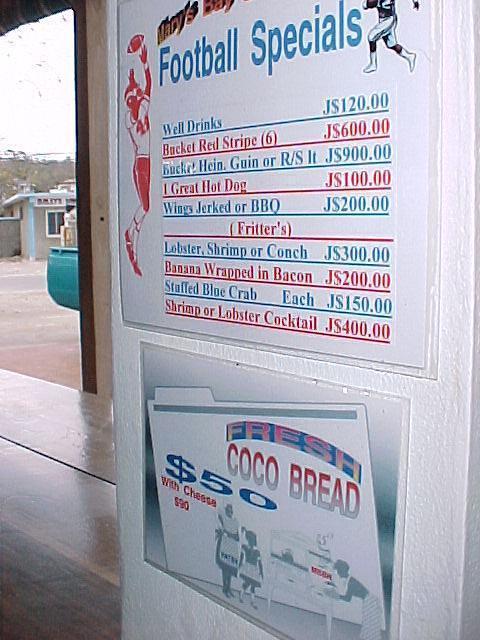 Mary's Bay
Football Specials
Well Drinks J$120.00
Bucket Red Stripe (6) J$600.00
Bucket Hein, Guin or R/S lt J$900.00
1 Great Hot Dog J$100.00
Wings Jerked or BBQ J$200.00
( Fritter's)
Lobster, Shrimp or Conch J$300.00
Banana Wrapped in Bacon J$200.00
Stuffed Blue Crab Each J$150.00
Shrimp or Lobster Cocktail J$400.00
FRESH
COCO BREAD
$50
With Cheese
$90